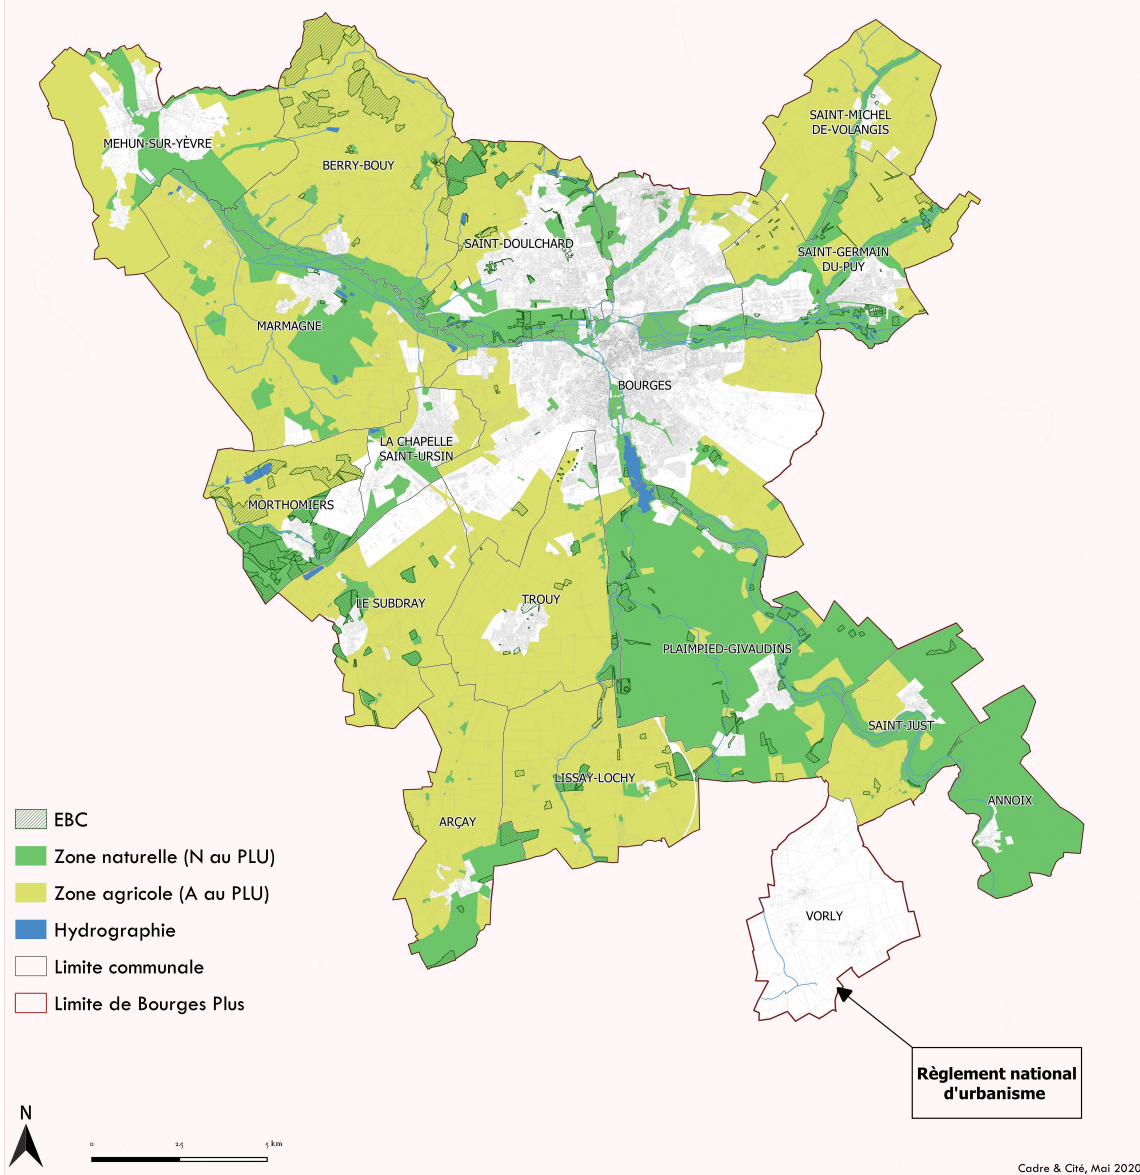 SAINT-MICHEL
DE-VOLANGIS
MEHUN-SUR-YÈVRE
BERRY-BOUY
SAINT-DOULCHARD
SAINT-GERMAIN
DU-PUY
MARMAGNE
BOURGES
LA CHAPELLE
SAINT-URSIN
MORTHOMIERS
LE SUBDRAY
TROUY
PLAIMPIED-GIVAUDINS
SAINT-JUST
LISSAY-LOCHY
ANNOIX
ARÇAY
VORLY
EBC
Zone naturelle (N au PLU)
Zone agricole (A au PLU)
Hydrographie
Limite communale
Limite de Bourges Plus
Règlement national
d'urbanisme
N
0 2.5 5 km
Cadre & Cité, Mai 2020